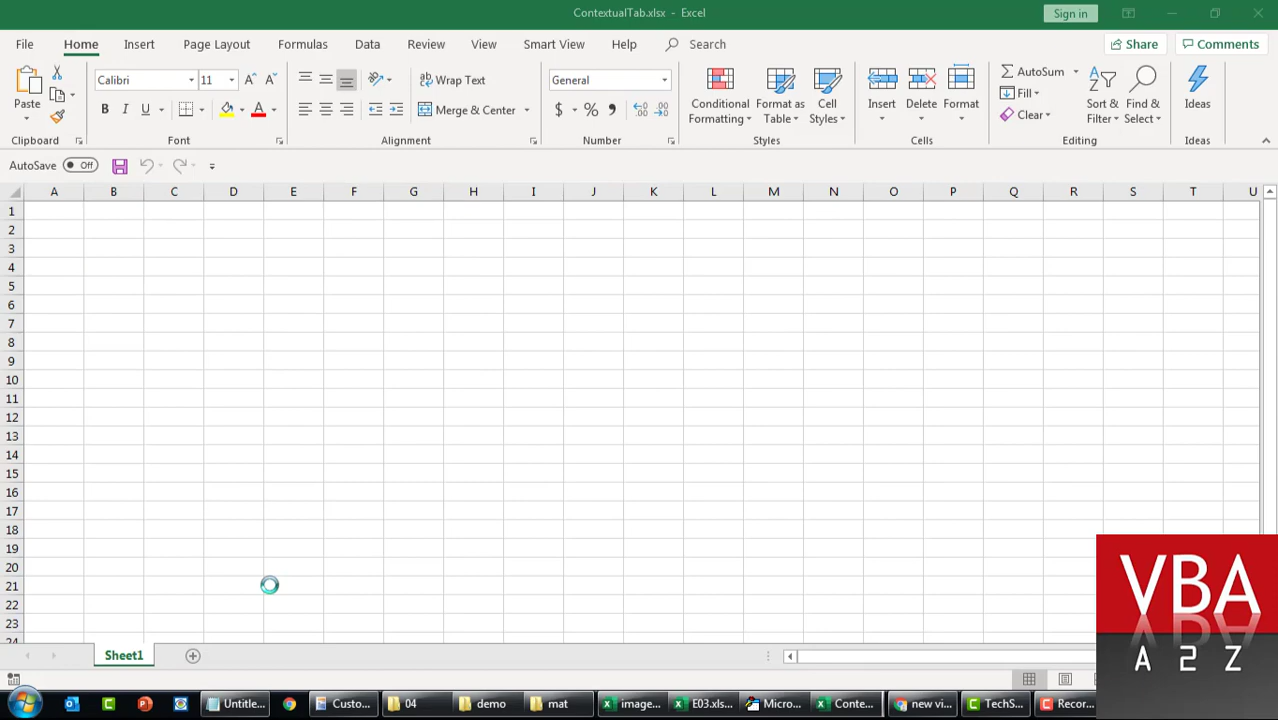 ContextualTab.xlsx - Excel
Sign in
File Home Insert Page Layout Formulas Data Review View Smart View Help Search Share Comments
Paste
Clipboard
Calibri 11
B I U A
Font
Wrap Text
Merge & Center
Alignment
General
$ % ,
Number
Conditional Formatting
Format as Table
Cell Styles
Styles
Insert
Delete
Format
Cells
AutoSum
Fill
Clear
Sort & Filter
Find & Select
Editing
Ideas
Ideas
AutoSave Off
A B C D E F G H I J K L M N O P Q R S T U
1
2
3
4
5
6
7
8
9
10
11
12
13
14
15
16
17
18
19
20
21
22
23
24
VBA
A 2 Z
Sheet1
Untitle... Custo... 04 demo mat image... E03.xls... Micro... Conte... new vi... TechS... Recor...